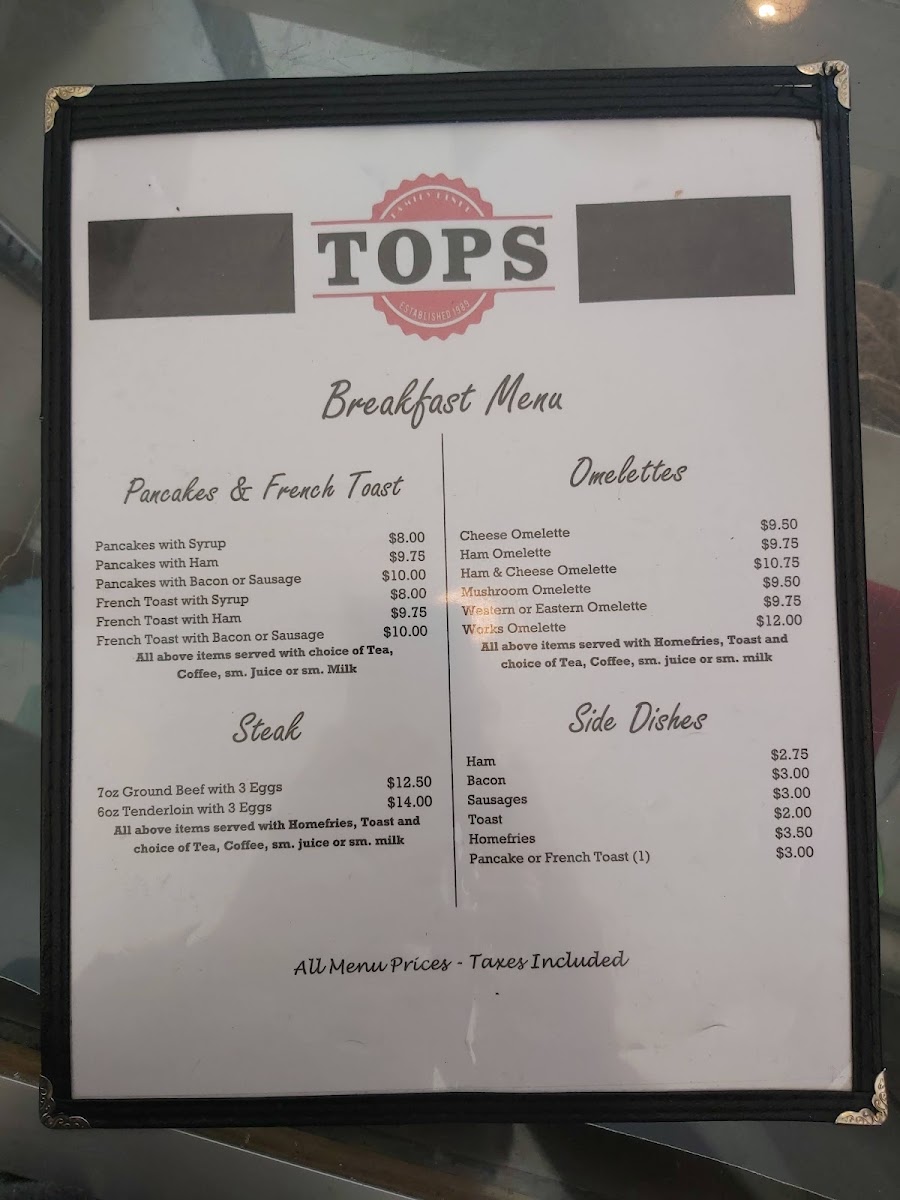 FAMILY TASTE
TOPS
ESTABLISHED 1989
Breakfast Menu
Pancakes & French Toast
Pancakes with Syrup $8.00
Pancakes with Ham $9.75
Pancakes with Bacon or Sausage $10.00
French Toast with Syrup $8.00
French Toast with Ham $9.75
French Toast with Bacon or Sausage $10.00
All above items served with choice of Tea,
Coffee, sm. Juice or sm. Milk
Steak
7oz Ground Beef with 3 Eggs $12.50
6oz Tenderloin with 3 Eggs $14.00
All above items served with Homefries, Toast and
choice of Tea, Coffee, sm. juice or sm. milk
Omelettes
Cheese Omelette $9.50
Ham Omelette $9.75
Ham & Cheese Omelette $10.75
Mushroom Omelette $9.50
Western or Eastern Omelette $9.75
Works Omelette $12.00
All above items served with Homefries, Toast and
choice of Tea, Coffee, sm. juice or sm. milk
Side Dishes
Ham $2.75
Bacon $3.00
Sausages $3.00
Toast $2.00
Homefries $3.50
Pancake or French Toast (1) $3.00
All Menu Prices - Taxes Included